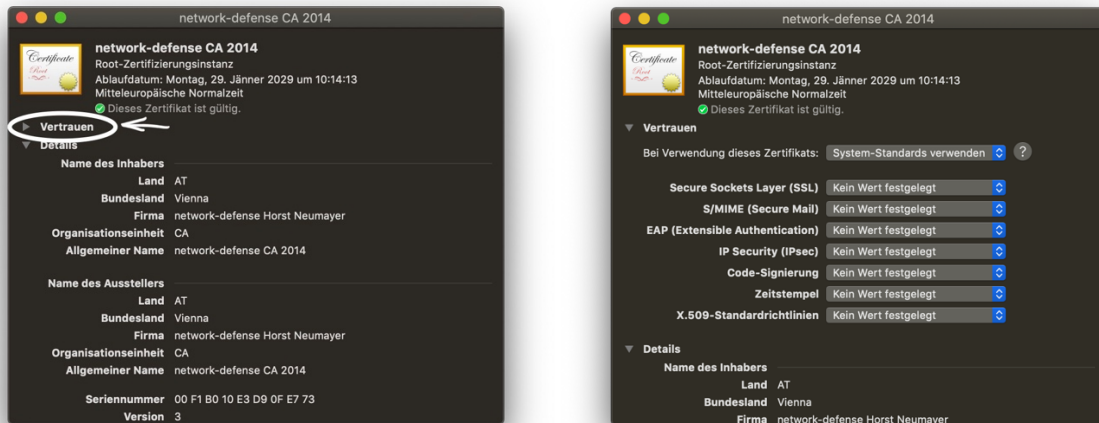 network-defense CA 2014
Certificate
Root
network-defense CA 2014
Root-Zertifizierungsinstanz
Ablaufdatum: Montag, 29. Jänner 2029 um 10:14:13
Mitteleuropäische Normalzeit
Dieses Zertifikat ist gültig.
Vertrauen
Details
Name des Inhabers
Land AT
Bundesland Vienna
Firma network-defense Horst Neumayer
Organisationseinheit CA
Allgemeiner Name network-defense CA 2014
Name des Ausstellers
Land AT
Bundesland Vienna
Firma network-defense Horst Neumayer
Organisationseinheit CA
Allgemeiner Name network-defense CA 2014
Seriennummer 00 F1 B0 10 E3 D9 0F E7 73
Version 3
network-defense CA 2014
Certificate
Root
network-defense CA 2014
Root-Zertifizierungsinstanz
Ablaufdatum: Montag, 29. Jänner 2029 um 10:14:13
Mitteleuropäische Normalzeit
Dieses Zertifikat ist gültig.
Vertrauen
Bei Verwendung dieses Zertifikats: System-Standards verwenden ?
Secure Sockets Layer (SSL) Kein Wert festgelegt
S/MIME (Secure Mail) Kein Wert festgelegt
EAP (Extensible Authentication) Kein Wert festgelegt
IP Security (IPsec) Kein Wert festgelegt
Code-Signierung Kein Wert festgelegt
Zeitstempel Kein Wert festgelegt
X.509-Standardrichtlinien Kein Wert festgelegt
Details
Name des Inhabers
Land AT
Bundesland Vienna
Firma network-defense Horst Neumayer